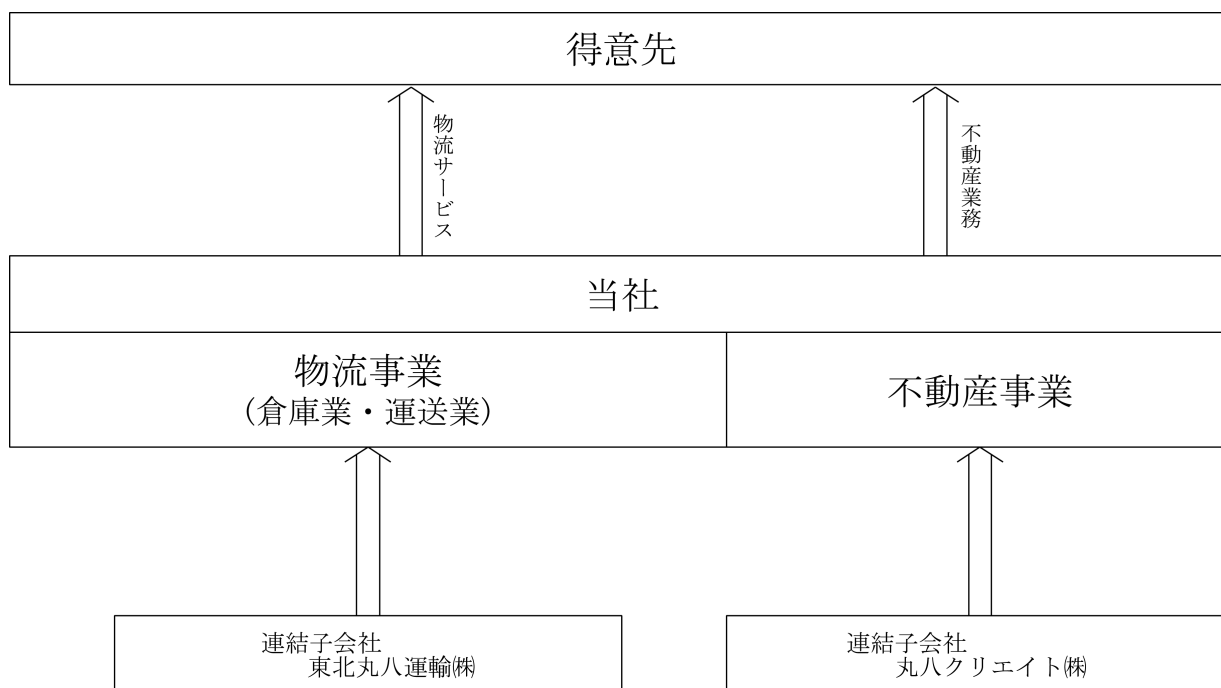 得意先
物流サービス
不動産業務
当社
物流事業
(倉庫業・運送業)
不動産事業
連結子会社
東北丸八運輸㈱
連結子会社
丸八クリエイト㈱